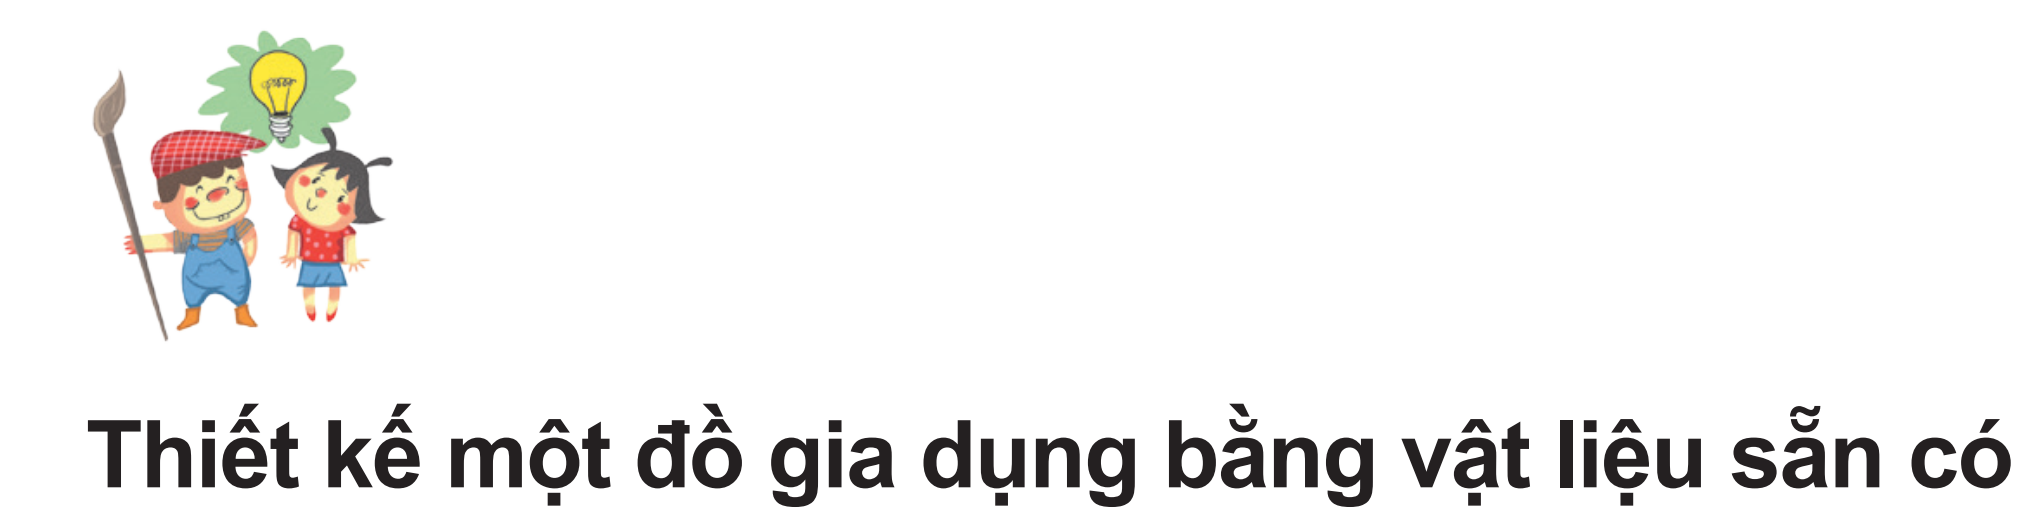 Thiết kế một đồ gia dụng bằng vật liệu sẵn có